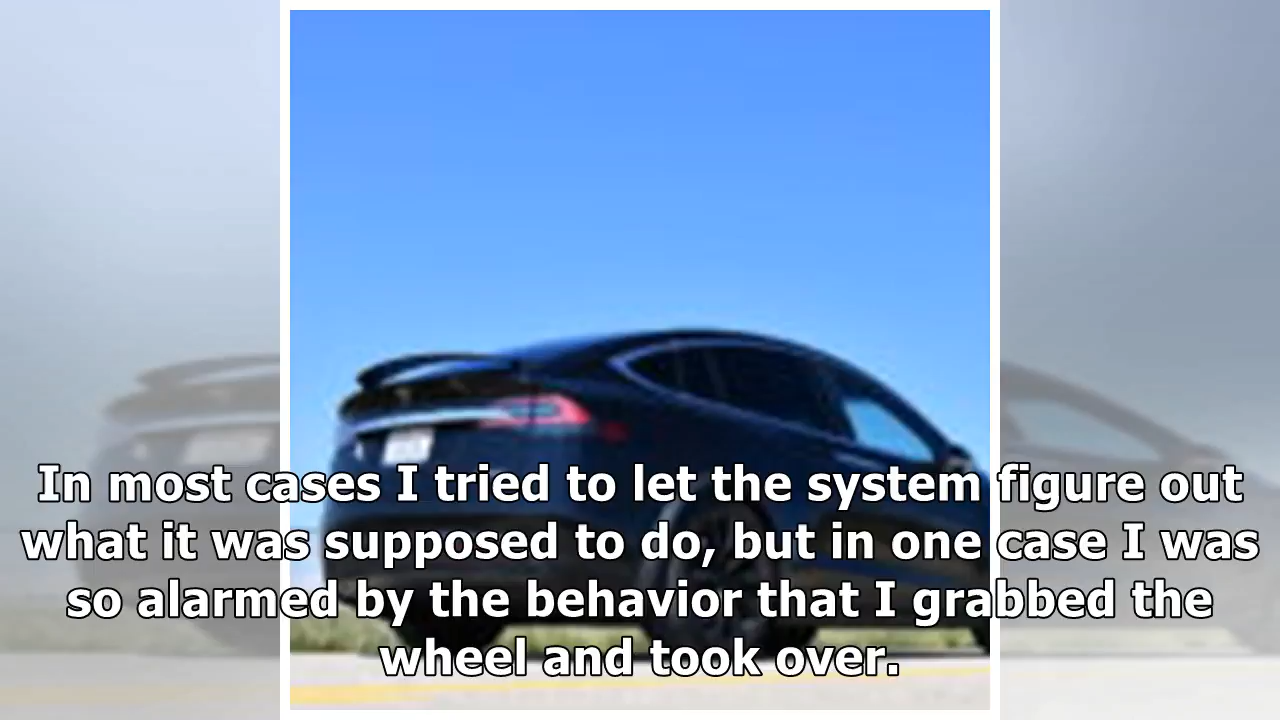 In most cases I tried to let the system figure out
what it was supposed to do, but in one case I was
so alarmed by the behavior that I grabbed the
wheel and took over.